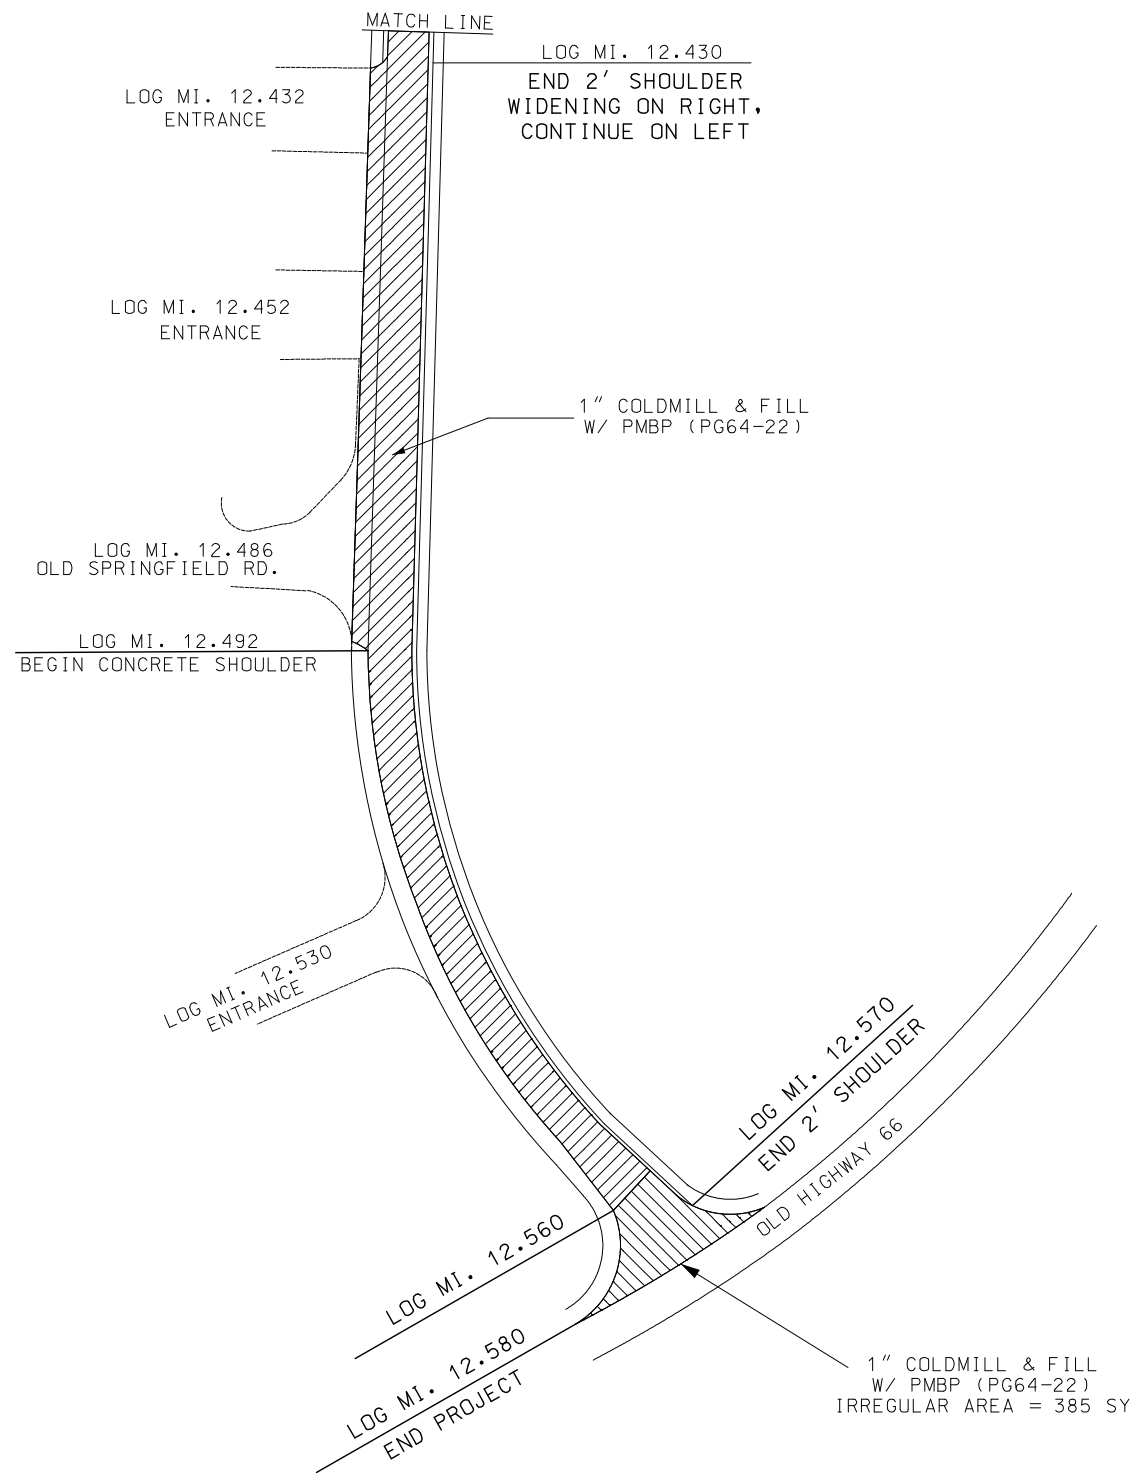 MATCH LINE
LOG MI. 12.430
END 2' SHOULDER
WIDENING ON RIGHT,
CONTINUE ON LEFT
LOG MI. 12.432
ENTRANCE
LOG MI. 12.452
ENTRANCE
1" COLDMILL & FILL
W/ PMBP (PG64-22)
LOG MI. 12.486
OLD SPRINGFIELD RD.
LOG MI. 12.492
BEGIN CONCRETE SHOULDER
LOG MI. 12.530
ENTRANCE
LOG MI. 12.570
END 2' SHOULDER
OLD HIGHWAY 66
LOG MI. 12.560
LOG MI. 12.580
END PROJECT
1" COLDMILL & FILL
W/ PMBP (PG64-22)
IRREGULAR AREA = 385 SY